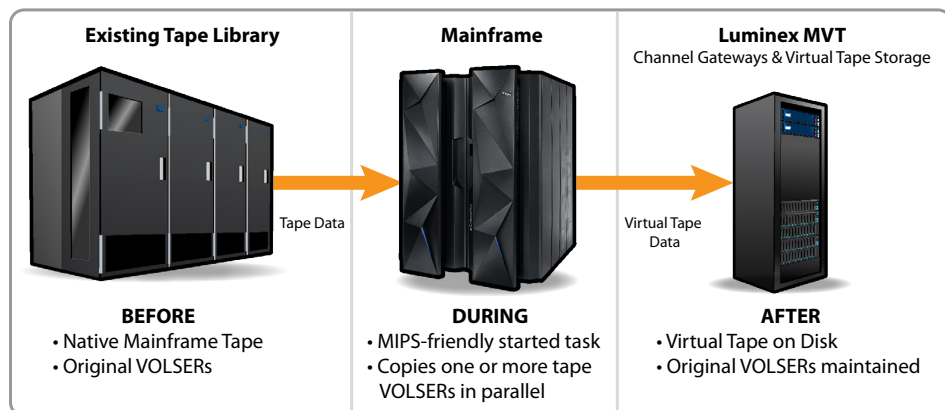 Existing Tape Library
Tape Data
BEFORE
• Native Mainframe Tape
• Original VOLSERs
Mainframe
DURING
• MIPS-friendly started task
• Copies one or more tape
VOLSERs in parallel
Luminex MVT
Channel Gateways & Virtual Tape Storage
Virtual Tape
Data
AFTER
• Virtual Tape on Disk
• Original VOLSERs maintained